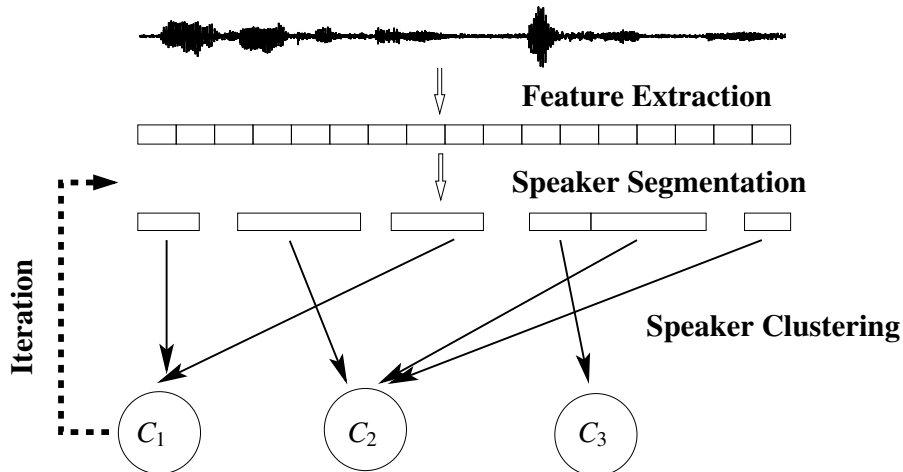 Feature Extraction
Speaker Segmentation
Iteration
Speaker Clustering
C1
C2
C3